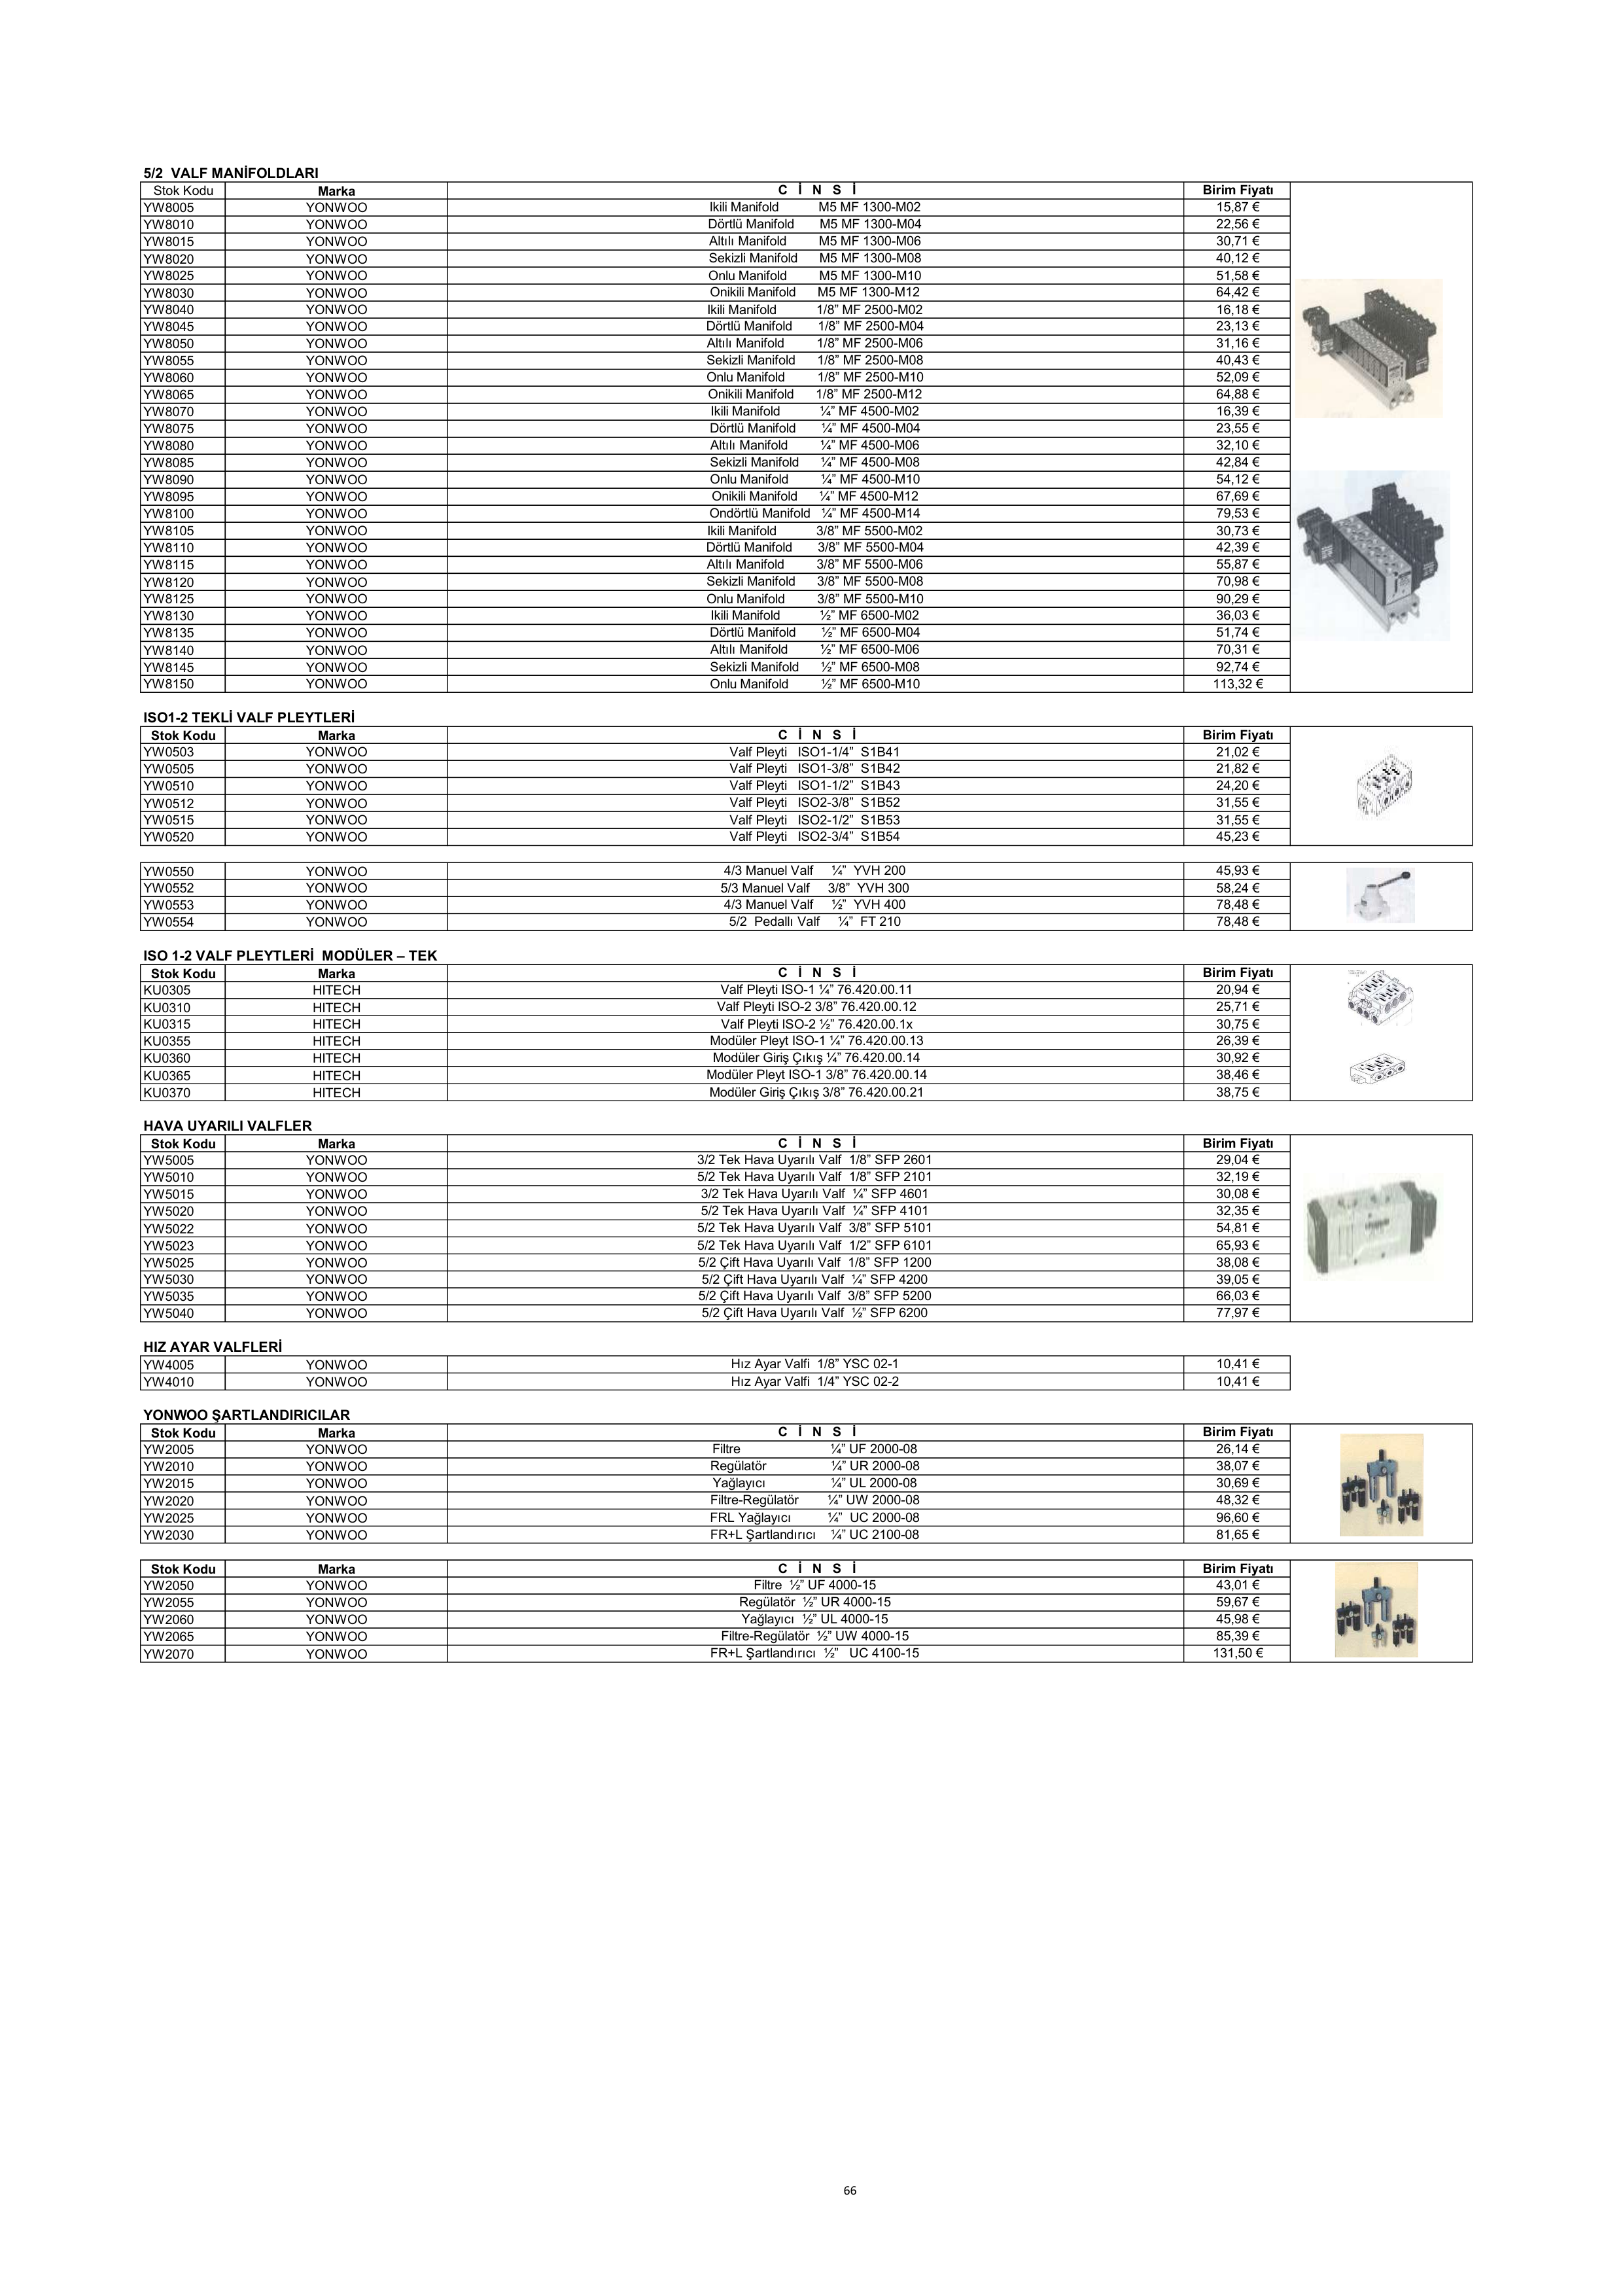 5/2 VALF MANİFOLDLARI
Stok Kodu Marka C İ N S İ Birim Fiyatı
YW8005 YONWOO Ikili Manifold M5 MF 1300-M02 15,87 €
YW8010 YONWOO Dörtlü Manifold M5 MF 1300-M04 22,56 €
YW8015 YONWOO Altılı Manifold M5 MF 1300-M06 30,71 €
YW8020 YONWOO Sekizli Manifold M5 MF 1300-M08 40,12 €
YW8025 YONWOO Onlu Manifold M5 MF 1300-M10 51,58 €
YW8030 YONWOO Onikili Manifold M5 MF 1300-M12 64,42 €
YW8040 YONWOO Ikili Manifold 1/8” MF 2500-M02 16,18 €
YW8045 YONWOO Dörtlü Manifold 1/8” MF 2500-M04 23,13 €
YW8050 YONWOO Altılı Manifold 1/8” MF 2500-M06 31,16 €
YW8055 YONWOO Sekizli Manifold 1/8” MF 2500-M08 40,43 €
YW8060 YONWOO Onlu Manifold 1/8” MF 2500-M10 52,09 €
YW8065 YONWOO Onikili Manifold 1/8” MF 2500-M12 64,88 €
YW8070 YONWOO Ikili Manifold ¼” MF 4500-M02 16,39 €
YW8075 YONWOO Dörtlü Manifold ¼” MF 4500-M04 23,55 €
YW8080 YONWOO Altılı Manifold ¼” MF 4500-M06 32,10 €
YW8085 YONWOO Sekizli Manifold ¼” MF 4500-M08 42,84 €
YW8090 YONWOO Onlu Manifold ¼” MF 4500-M10 54,12 €
YW8095 YONWOO Onikili Manifold ¼” MF 4500-M12 67,69 €
YW8100 YONWOO Ondörtlü Manifold ¼” MF 4500-M14 79,53 €
YW8105 YONWOO Ikili Manifold 3/8” MF 5500-M02 30,73 €
YW8110 YONWOO Dörtlü Manifold 3/8” MF 5500-M04 42,39 €
YW8115 YONWOO Altılı Manifold 3/8” MF 5500-M06 55,87 €
YW8120 YONWOO Sekizli Manifold 3/8” MF 5500-M08 70,98 €
YW8125 YONWOO Onlu Manifold 3/8” MF 5500-M10 90,29 €
YW8130 YONWOO Ikili Manifold ½” MF 6500-M02 36,03 €
YW8135 YONWOO Dörtlü Manifold ½” MF 6500-M04 51,74 €
YW8140 YONWOO Altılı Manifold ½” MF 6500-M06 70,31 €
YW8145 YONWOO Sekizli Manifold ½” MF 6500-M08 92,74 €
YW8150 YONWOO Onlu Manifold ½” MF 6500-M10 113,32 €
ISO1-2 TEKLİ VALF PLEYTLERİ
Stok Kodu Marka C İ N S İ Birim Fiyatı
YW0503 YONWOO Valf Pleyti ISO1-1/4” S1B41 21,02 €
YW0505 YONWOO Valf Pleyti ISO1-3/8” S1B42 21,82 €
YW0510 YONWOO Valf Pleyti ISO1-1/2” S1B43 24,20 €
YW0512 YONWOO Valf Pleyti ISO2-3/8” S1B52 31,55 €
YW0515 YONWOO Valf Pleyti ISO2-1/2” S1B53 31,55 €
YW0520 YONWOO Valf Pleyti ISO2-3/4” S1B54 45,23 €
YW0550 YONWOO 4/3 Manuel Valf ¼” YVH 200 45,93 €
YW0552 YONWOO 5/3 Manuel Valf 3/8” YVH 300 58,24 €
YW0553 YONWOO 4/3 Manuel Valf ½” YVH 400 78,48 €
YW0554 YONWOO 5/2 Pedallı Valf ¼” FT 210 78,48 €
ISO 1-2 VALF PLEYTLERİ MODÜLER – TEK
Stok Kodu Marka C İ N S İ Birim Fiyatı
KU0305 HITECH Valf Pleyti ISO-1 ¼” 76.420.00.11 20,94 €
KU0310 HITECH Valf Pleyti ISO-2 3/8” 76.420.00.12 25,71 €
KU0315 HITECH Valf Pleyti ISO-2 ½” 76.420.00.1x 30,75 €
KU0355 HITECH Modüler Pleyt ISO-1 ¼” 76.420.00.13 26,39 €
KU0360 HITECH Modüler Giriş Çıkış ¼” 76.420.00.14 30,92 €
KU0365 HITECH Modüler Pleyt ISO-1 3/8” 76.420.00.14 38,46 €
KU0370 HITECH Modüler Giriş Çıkış 3/8” 76.420.00.21 38,75 €
HAVA UYARILI VALFLER
Stok Kodu Marka C İ N S İ Birim Fiyatı
YW5005 YONWOO 3/2 Tek Hava Uyarılı Valf 1/8” SFP 2601 29,04 €
YW5010 YONWOO 5/2 Tek Hava Uyarılı Valf 1/8” SFP 2101 32,19 €
YW5015 YONWOO 3/2 Tek Hava Uyarılı Valf ¼” SFP 4601 30,08 €
YW5020 YONWOO 5/2 Tek Hava Uyarılı Valf ¼” SFP 4101 32,35 €
YW5022 YONWOO 5/2 Tek Hava Uyarılı Valf 3/8” SFP 5101 54,81 €
YW5023 YONWOO 5/2 Tek Hava Uyarılı Valf 1/2” SFP 6101 65,93 €
YW5025 YONWOO 5/2 Çift Hava Uyarılı Valf 1/8” SFP 1200 38,08 €
YW5030 YONWOO 5/2 Çift Hava Uyarılı Valf ¼” SFP 4200 39,05 €
YW5035 YONWOO 5/2 Çift Hava Uyarılı Valf 3/8” SFP 5200 66,03 €
YW5040 YONWOO 5/2 Çift Hava Uyarılı Valf ½” SFP 6200 77,97 €
HIZ AYAR VALFLERİ
YW4005 YONWOO Hız Ayar Valfi 1/8” YSC 02-1 10,41 €
YW4010 YONWOO Hız Ayar Valfi 1/4” YSC 02-2 10,41 €
YONWOO ŞARTLANDIRICILAR
Stok Kodu Marka C İ N S İ Birim Fiyatı
YW2005 YONWOO Filtre ¼” UF 2000-08 26,14 €
YW2010 YONWOO Regülatör ¼” UR 2000-08 38,07 €
YW2015 YONWOO Yağlayıcı ¼” UL 2000-08 30,69 €
YW2020 YONWOO Filtre-Regülatör ¼” UW 2000-08 48,32 €
YW2025 YONWOO FRL Yağlayıcı ¼” UC 2000-08 96,60 €
YW2030 YONWOO FR+L Şartlandırıcı ¼” UC 2100-08 81,65 €
Stok Kodu Marka C İ N S İ Birim Fiyatı
YW2050 YONWOO Filtre ½” UF 4000-15 43,01 €
YW2055 YONWOO Regülatör ½” UR 4000-15 59,67 €
YW2060 YONWOO Yağlayıcı ½” UL 4000-15 45,98 €
YW2065 YONWOO Filtre-Regülatör ½” UW 4000-15 85,39 €
YW2070 YONWOO FR+L Şartlandırıcı ½” UC 4100-15 131,50 €
66